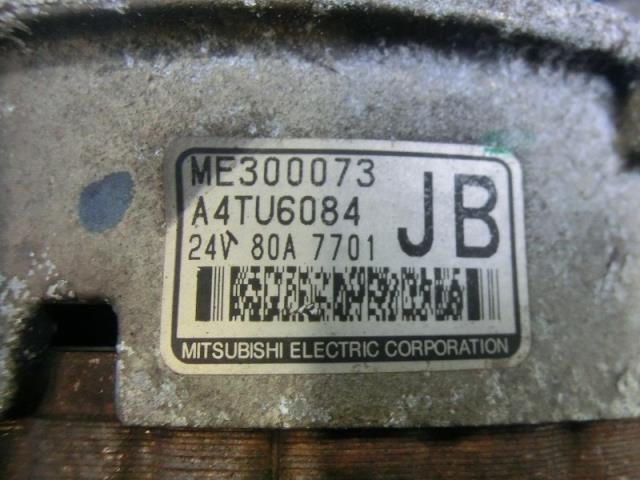 ME300073
A4TU6084 JB
24V 80A 7701
MITSUBISHI ELECTRIC CORPORATION